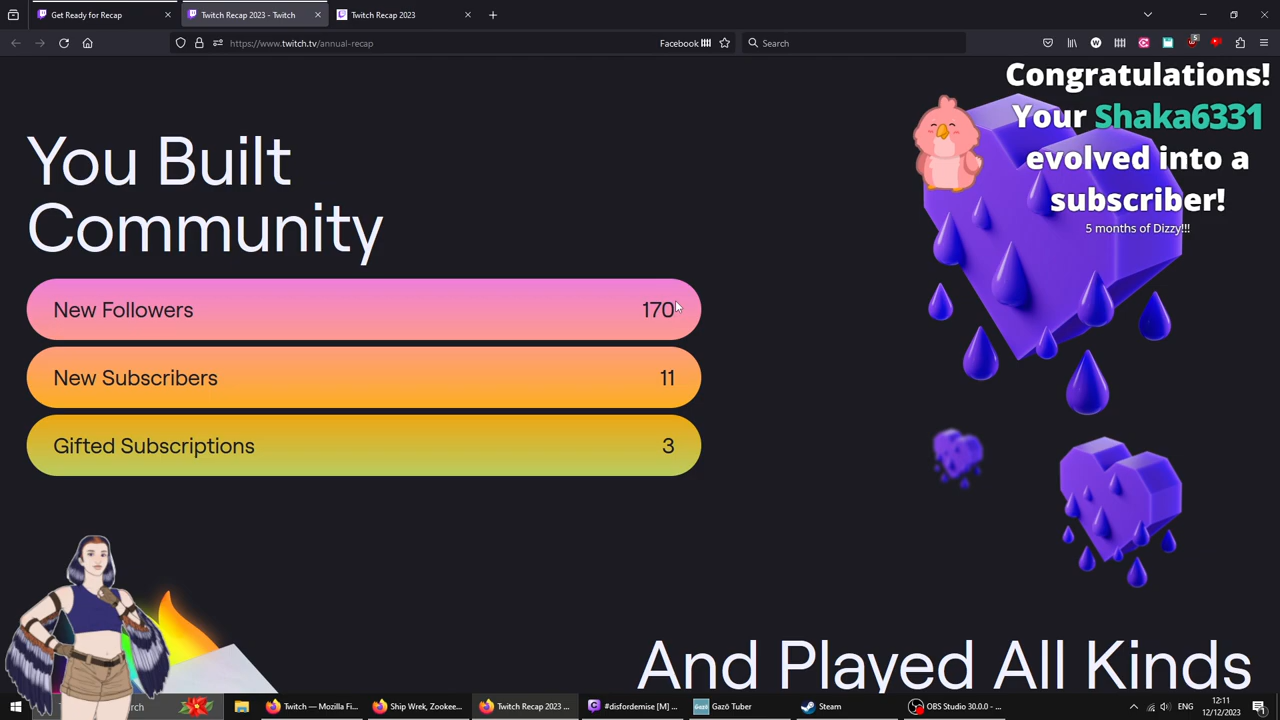 Get Ready for Recap
Twitch Recap 2023 - Twitch
Twitch Recap 2023
https://www.twitch.tv/annual-recap
Facebook
Search
5
Congratulations!
Your Shaka6331
evolved into a
subscriber!
5 months of Dizzy!!!
You Built
Community
New Followers 170
New Subscribers 11
Gifted Subscriptions 3
And Played All Kinds
Twitch — Mozilla Fi...
Ship Wrek, Zookee...
Twitch Recap 2023 ...
#disfordemise [M] ...
Gazō Tuber
Steam
OBS Studio 30.0.0 - ...
12:11
12/12/2023